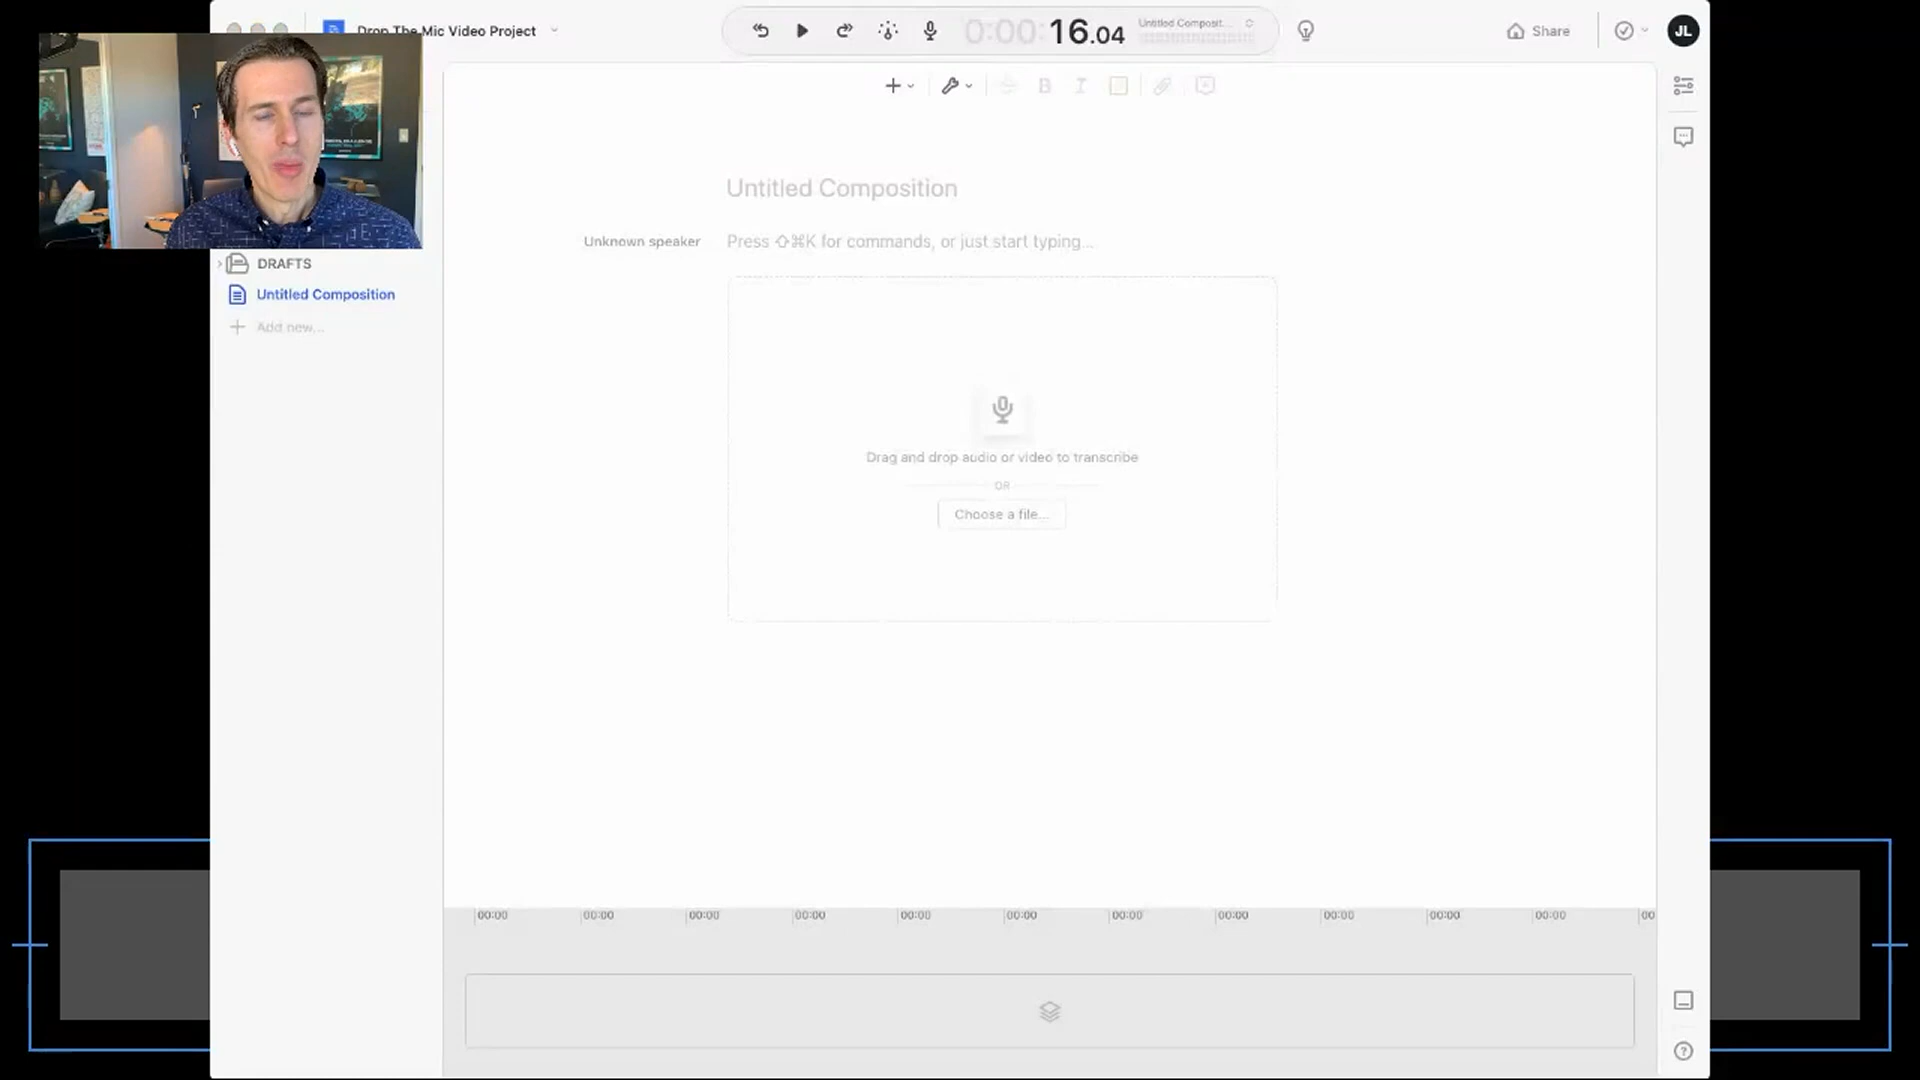 Drop The Mic Video Project
0:00:16.04
Untitled Composit...
Share
JL
B
I
Untitled Composition
Unknown speaker
Press ⇧⌘K for commands, or just start typing...
DRAFTS
Untitled Composition
Add new...
Drag and drop audio or video to transcribe
OR
Choose a file...
00:00
00:00
00:00
00:00
00:00
00:00
00:00
00:00
00:00
00:00
00:00
00